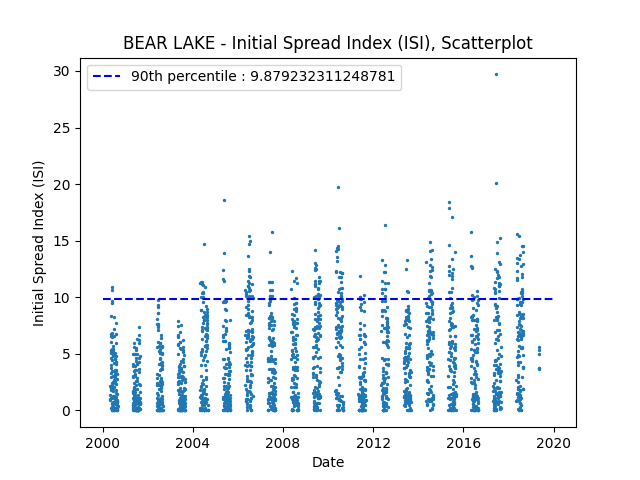 BEAR LAKE - Initial Spread Index (ISI), Scatterplot
90th percentile : 9.879232311248781
Initial Spread Index (ISI)
30
25
20
15
10
5
0
2000 2004 2008 2012 2016 2020
Date